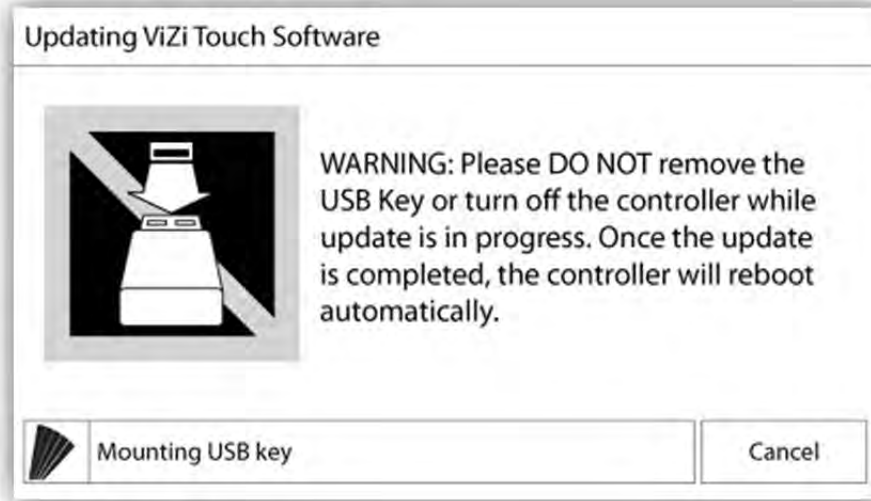 Updating ViZi Touch Software
WARNING: Please DO NOT remove the
USB Key or turn off the controller while
update is in progress. Once the update
is completed, the controller will reboot
automatically.
Mounting USB key
Cancel